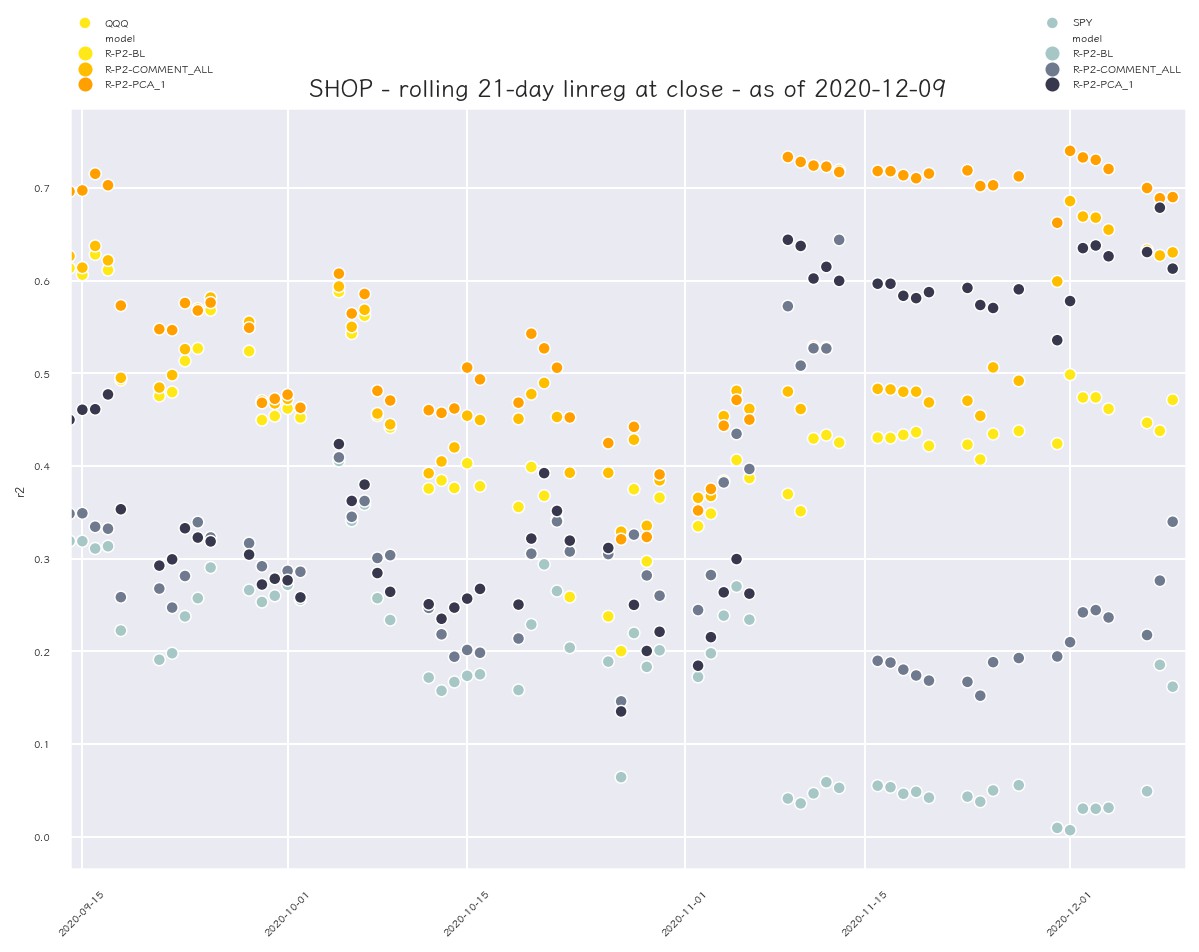 QQQ
model
R-P2-BL
R-P2-COMMENT_ALL
R-P2-PCA_1
SPY
model
R-P2-BL
R-P2-COMMENT_ALL
R-P2-PCA_1
SHOP - rolling 21-day linreg at close - as of 2020-12-09
r2
0.7
0.6
0.5
0.4
0.3
0.2
0.1
0.0
2020-09-15
2020-10-01
2020-10-15
2020-11-01
2020-11-15
2020-12-01